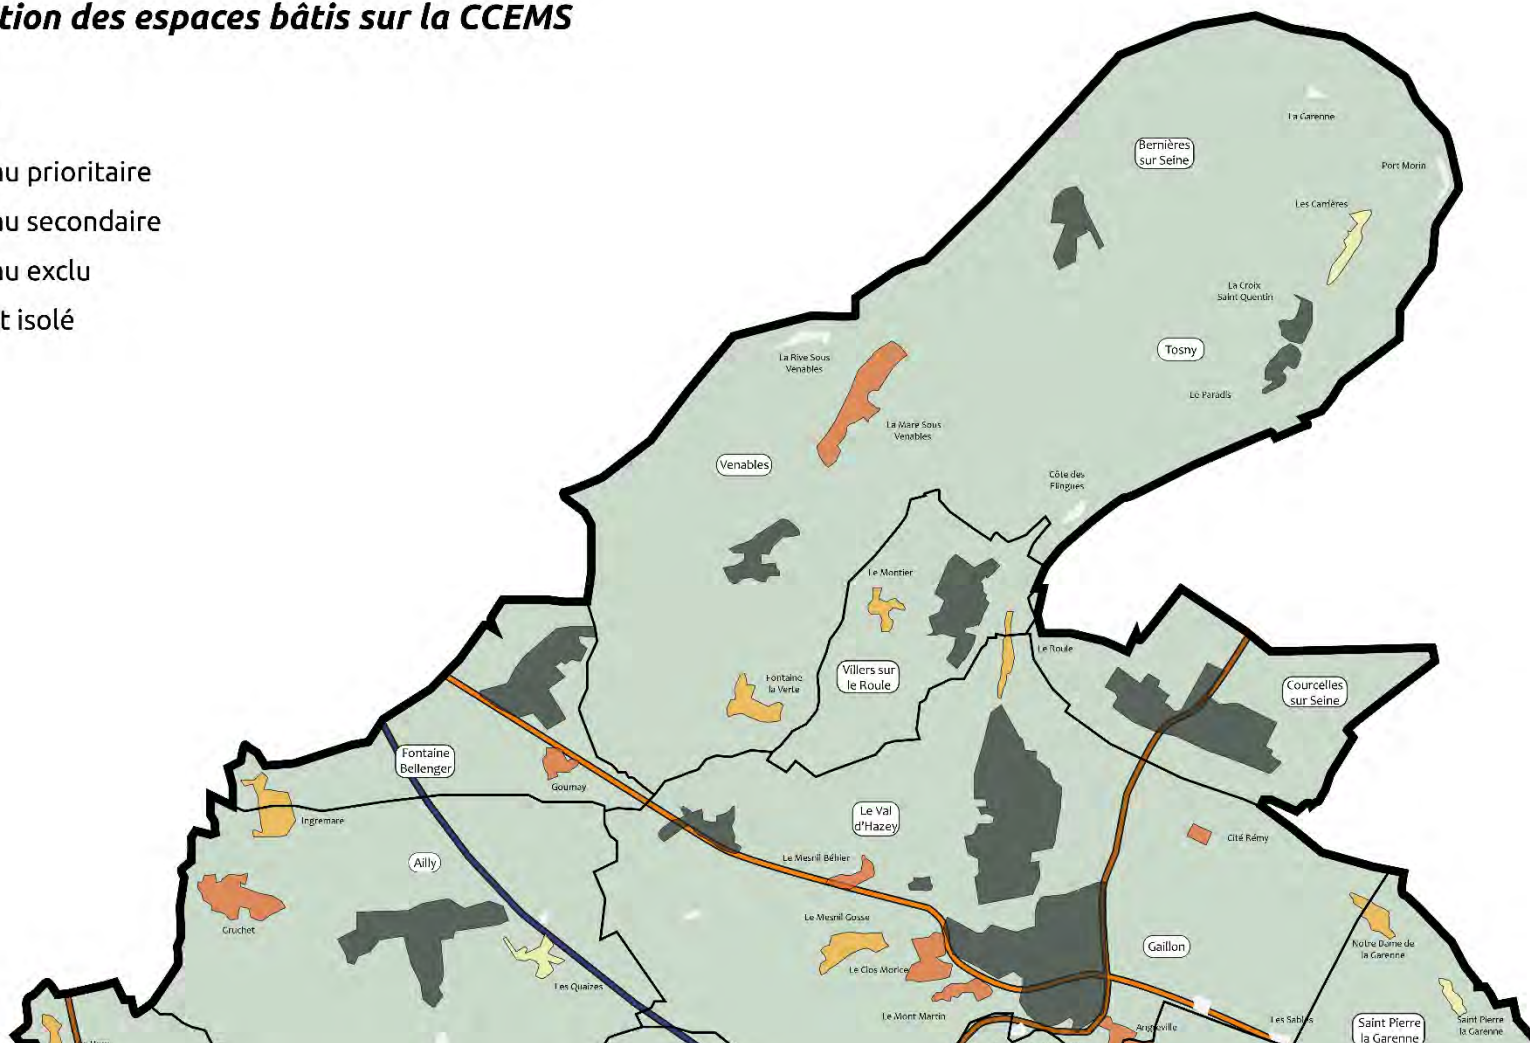 tion des espaces bâtis sur la CCEMS
au prioritaire
au secondaire
au exclu
t isolé
La Garenne
Bernières
sur Seine
Port Morin
Les Carrières
La Croix
Saint Quentin
Tosny
La Rive Sous
Venables
Le Paradis
La Mare Sous
Venables
Venables
Côte des
Flingues
Le Montier
Le Roule
Villers sur
le Roule
Fontaine
la Verte
Courcelles
sur Seine
Fontaine
Bellenger
Gournay
Le Val
d'Hazey
Ingremare
Cité Rémy
Ailly
Le Mesnil Béhier
Le Mesnil Gosse
Gruchet
Gaillon
Notre Dame de
la Garenne
Le Clos Morice
Les Quaizes
Le Mont Martin
Angreville
Les Sables
Saint Pierre
la Garenne
Saint Pierre
la Garenne